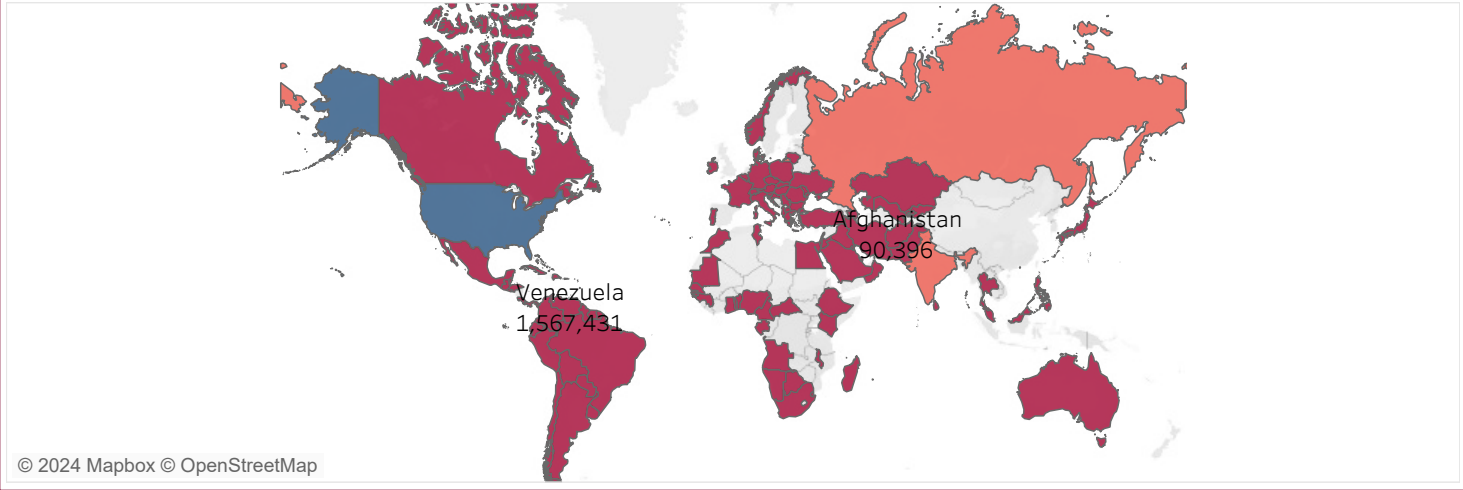 Afghanistan
90,396
Venezuela
1,567,431
© 2024 Mapbox © OpenStreetMap